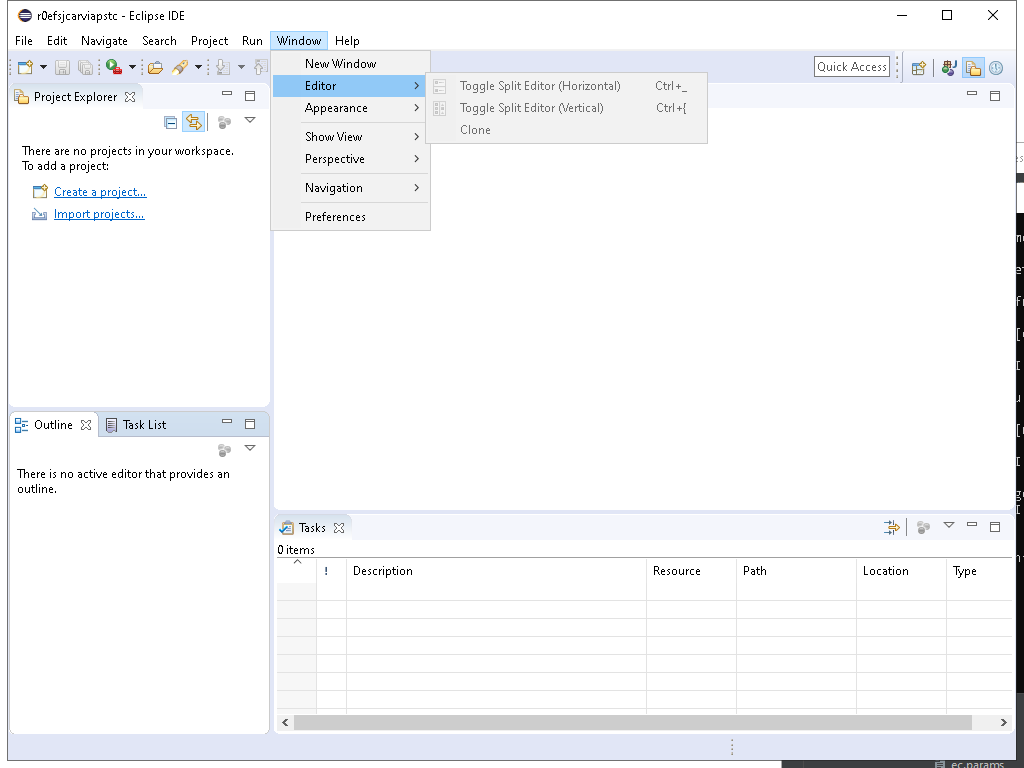 r0efsjcarviapstc - Eclipse IDE
File Edit Navigate Search Project Run Window Help
New Window
Editor
Appearance
Show View
Perspective
Navigation
Preferences
Toggle Split Editor (Horizontal) Ctrl+_
Toggle Split Editor (Vertical) Ctrl+{
Clone
Quick Access
Project Explorer
There are no projects in your workspace.
To add a project:
Create a project...
Import projects...
Outline Task List
There is no active editor that provides an
outline.
Tasks
0 items
! Description Resource Path Location Type
ec.params